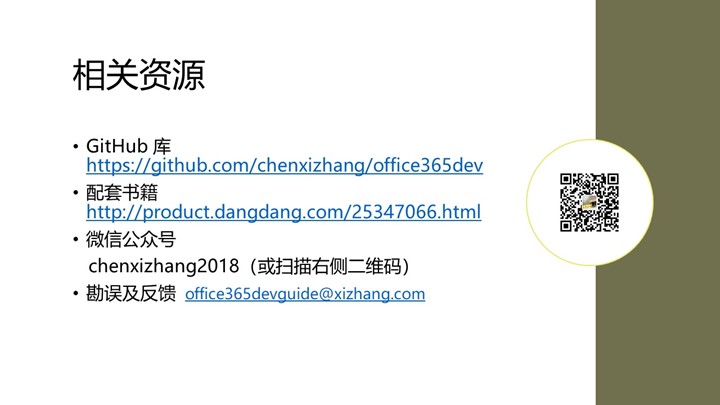 相关资源
• GitHub 库
https://github.com/chenxizhang/office365dev
• 配套书籍
http://product.dangdang.com/25347066.html
• 微信公众号
chenxizhang2018（或扫描右侧二维码）
• 勘误及反馈 office365devguide@xizhang.com